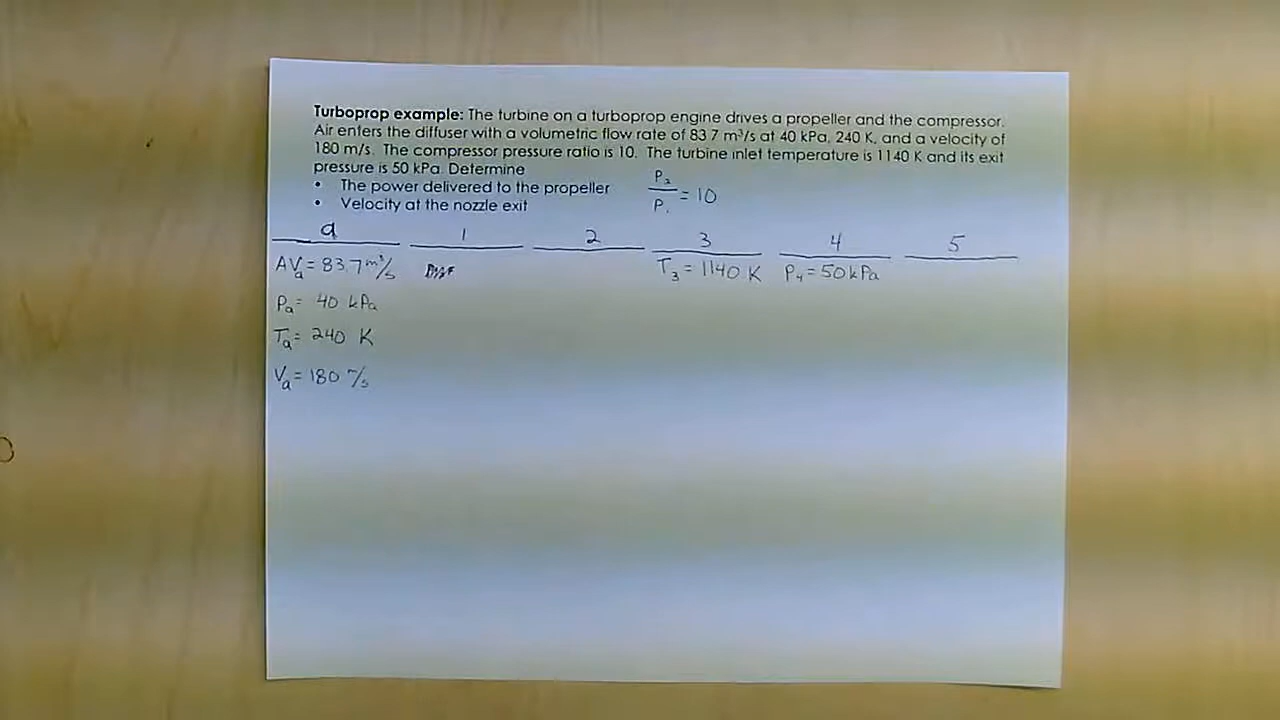 Turboprop example: The turbine on a turboprop engine drives a propeller and the compressor.
Air enters the diffuser with a volumetric flow rate of 83.7 m³/s at 40 kPa, 240 K, and a velocity of
180 m/s. The compressor pressure ratio is 10. The turbine inlet temperature is 1140 K and its exit
pressure is 50 kPa. Determine
• The power delivered to the propeller
• Velocity at the nozzle exit
P₂/P₁ = 10
a 1 2 3 4 5
AVₐ = 83.7 m³/s T₃ = 1140 K P₄ = 50 kPa
Pₐ = 40 kPa
Tₐ = 240 K
Vₐ = 180 m/s